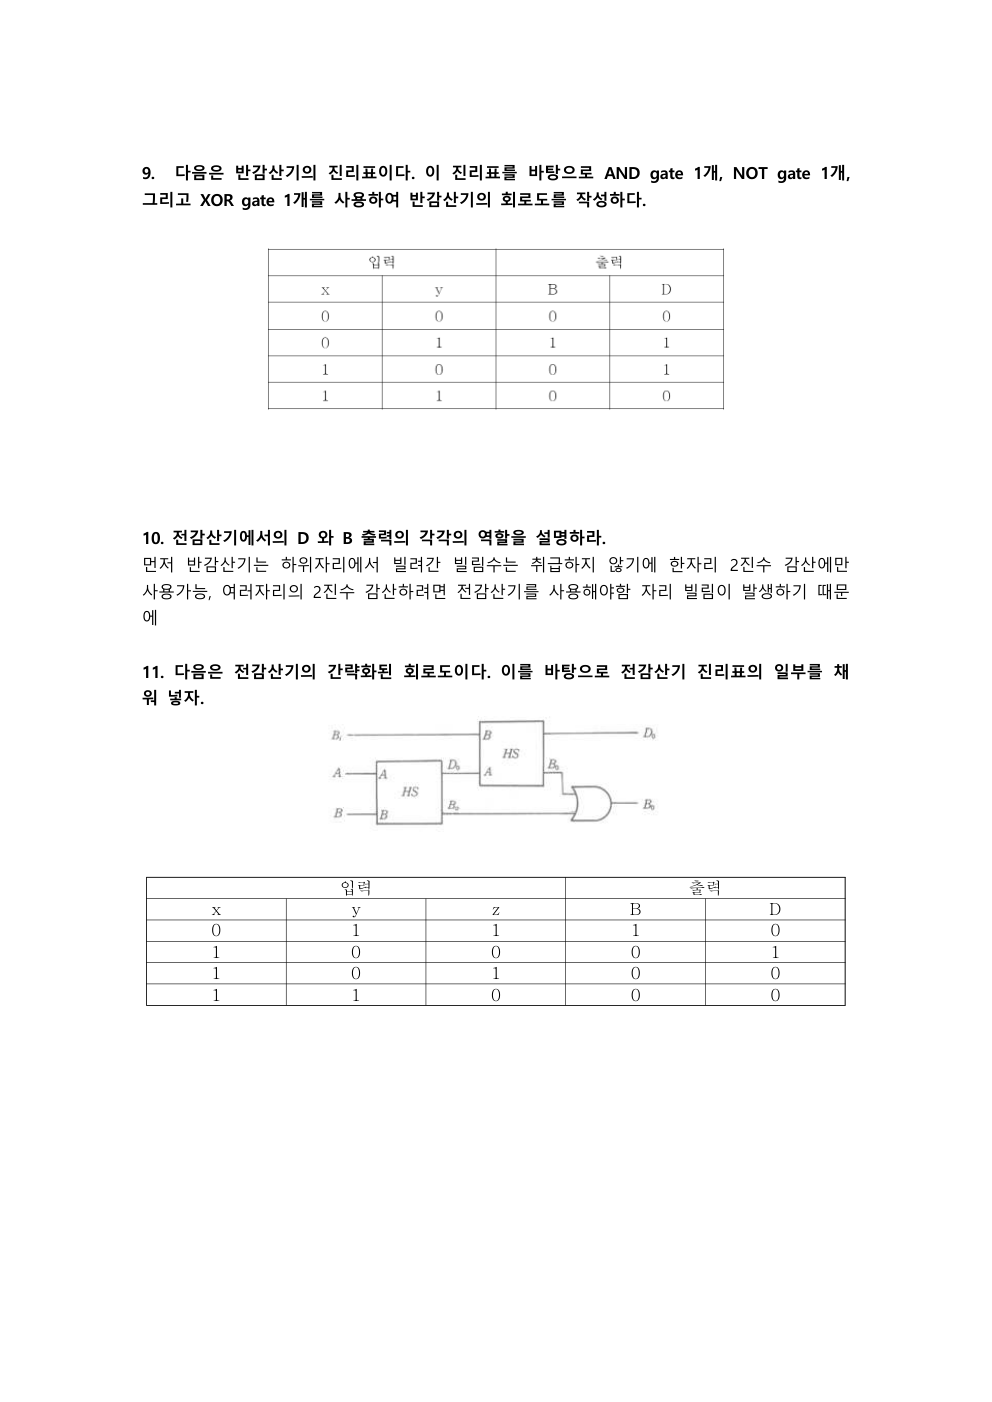 9. 다음은 반감산기의 진리표이다. 이 진리표를 바탕으로 AND gate 1개, NOT gate 1개,
그리고 XOR gate 1개를 사용하여 반감산기의 회로도를 작성하다.
입력 출력
x y B D
0 0 0 0
0 1 1 1
1 0 0 1
1 1 0 0
10. 전감산기에서의 D 와 B 출력의 각각의 역할을 설명하라.
먼저 반감산기는 하위자리에서 빌려간 빌림수는 취급하지 않기에 한자리 2진수 감산에만
사용가능, 여러자리의 2진수 감산하려면 전감산기를 사용해야함 자리 빌림이 발생하기 때문
에
11. 다음은 전감산기의 간략화된 회로도이다. 이를 바탕으로 전감산기 진리표의 일부를 채
워 넣자.
Bᵢ B D₀
HS
A A D₀ A B₀
HS
B B B₀ B₀
입력 출력
x y z B D
0 1 1 1 0
1 0 0 0 1
1 0 1 0 0
1 1 0 0 0